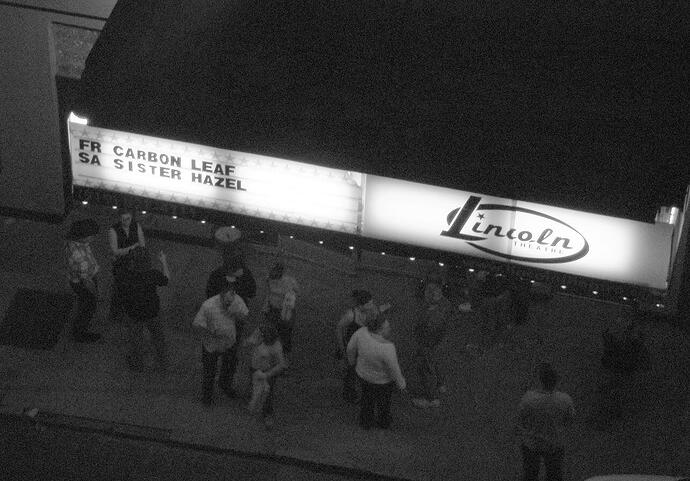 FR CARBON LEAF
SA SISTER HAZEL
Lincoln
THEATRE